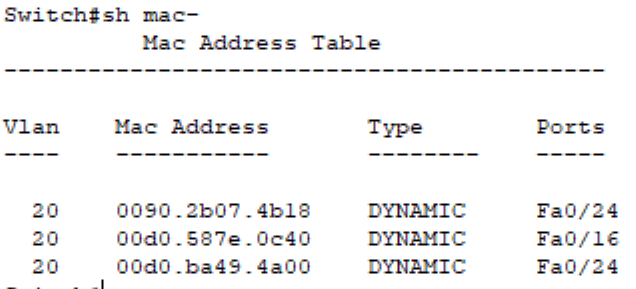 Switch#sh mac-
Mac Address Table
-------------------------------------------
Vlan Mac Address Type Ports
---- ----------- -------- -----
20 0090.2b07.4b18 DYNAMIC Fa0/24
20 00d0.587e.0c40 DYNAMIC Fa0/16
20 00d0.ba49.4a00 DYNAMIC Fa0/24